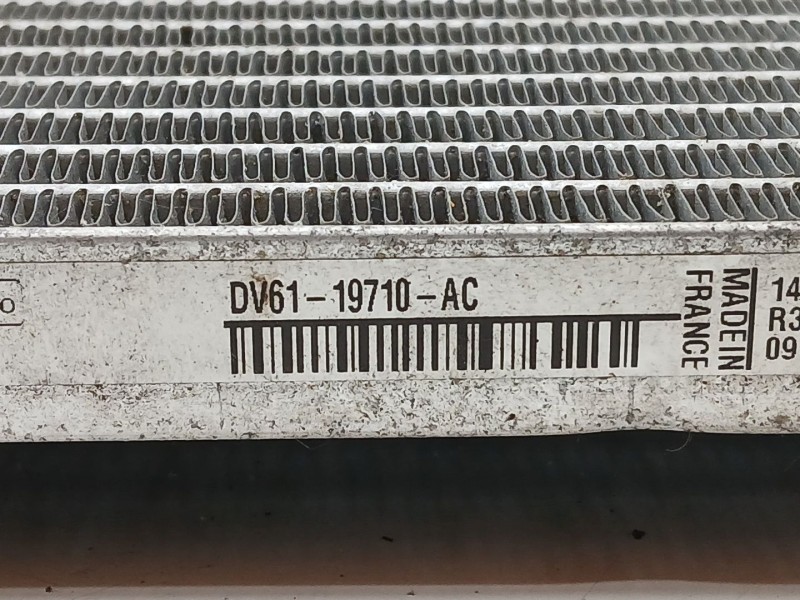 O
DV61-19710-AC
MADE IN
FRANCE
14
R3
09